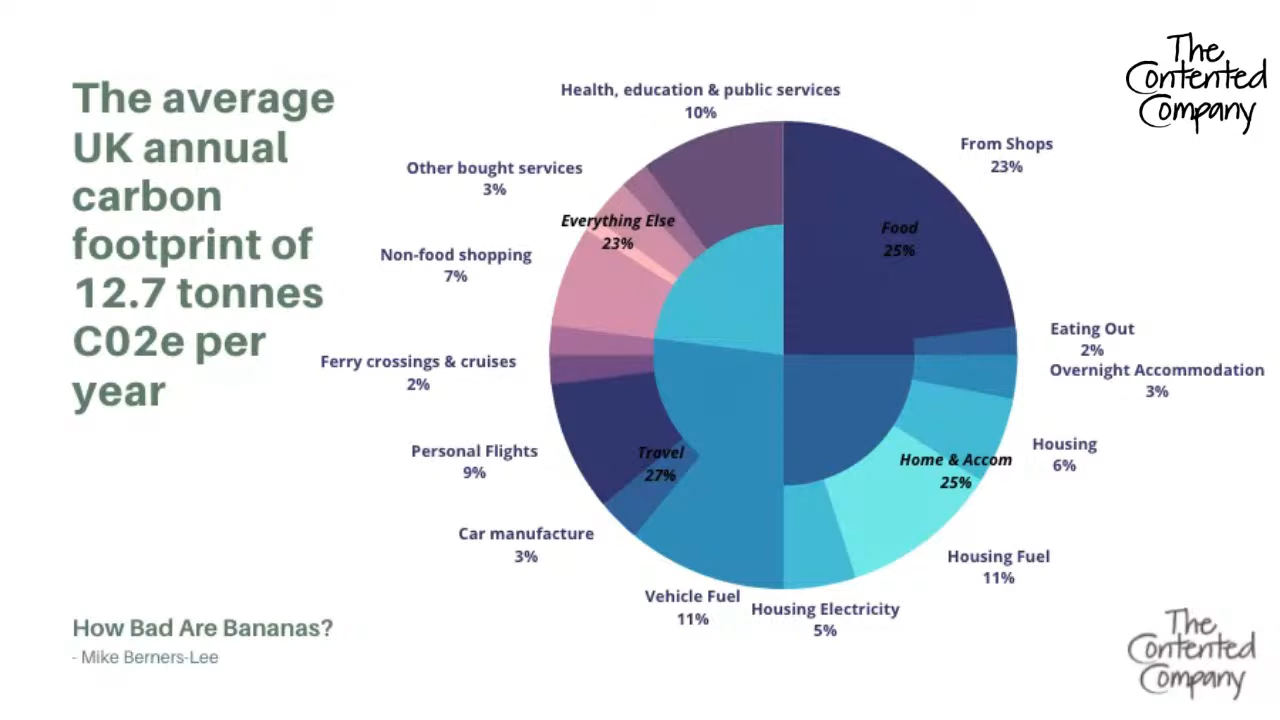 The average
UK annual
carbon
footprint of
12.7 tonnes
C02e per
year
How Bad Are Bananas?
- Mike Berners-Lee
Health, education & public services
10%
From Shops
23%
Other bought services
3%
Everything Else
23%
Food
25%
Non-food shopping
7%
Eating Out
2%
Ferry crossings & cruises
2%
Overnight Accommodation
3%
Personal Flights
9%
Travel
27%
Home & Accom
25%
Housing
6%
Car manufacture
3%
Housing Fuel
11%
Vehicle Fuel
11%
Housing Electricity
5%
The
Contented
Company
The
Contented
Company